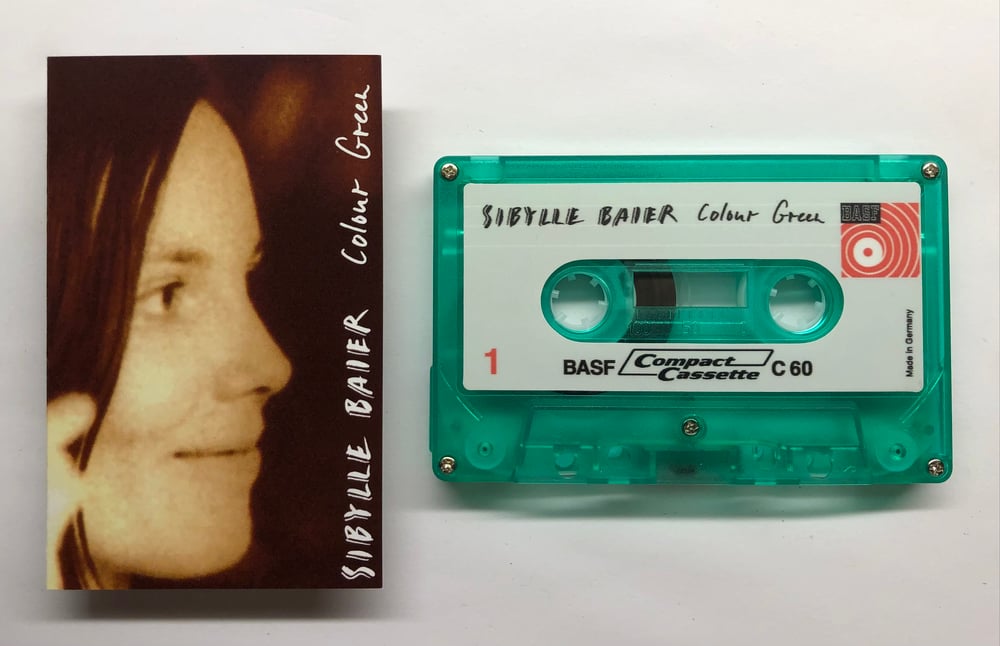 SIBYLLE BAIER Colour Green
SIBYLLE BAIER Colour Green
BASF
Made in Germany
1
BASF Compact Cassette C 60